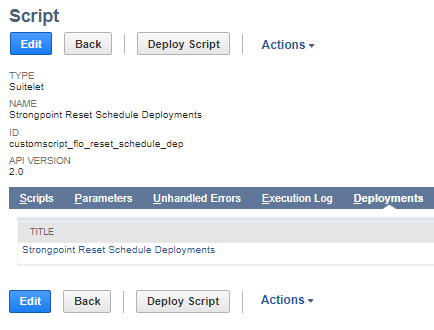 Script
Edit Back Deploy Script Actions
TYPE
Suitelet
NAME
Strongpoint Reset Schedule Deployments
ID
customscript_flo_reset_schedule_dep
API VERSION
2.0
Scripts Parameters Unhandled Errors Execution Log Deployments
TITLE
Strongpoint Reset Schedule Deployments
Edit Back Deploy Script Actions